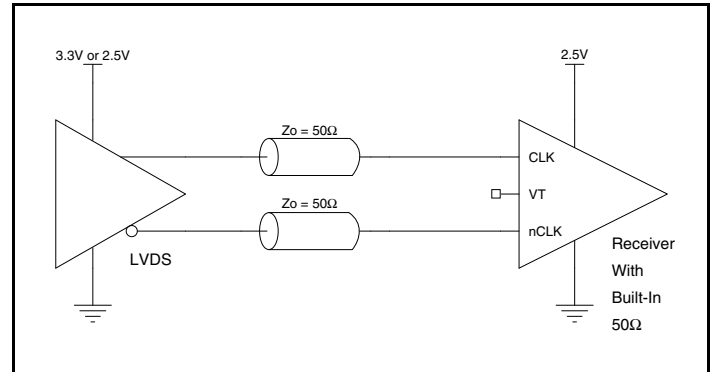 3.3V or 2.5V
2.5V
Zo = 50Ω
CLK
VT
Zo = 50Ω
nCLK
LVDS
Receiver
With
Built-In
50Ω